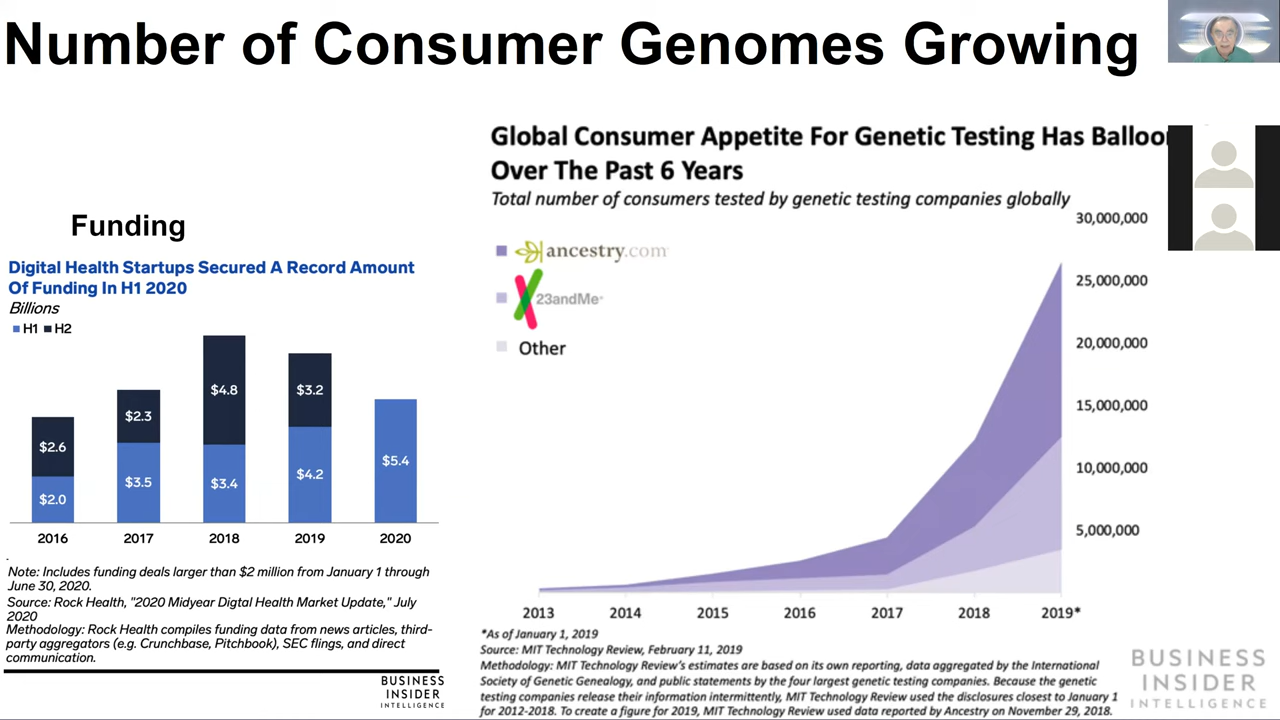 Number of Consumer Genomes Growing
Funding
Digital Health Startups Secured A Record Amount
Of Funding In H1 2020
Billions
H1 H2
$2.6
$2.0
$2.3
$3.5
$4.8
$3.4
$3.2
$4.2
$5.4
2016 2017 2018 2019 2020
Note: Includes funding deals larger than $2 million from January 1 through
June 30, 2020.
Source: Rock Health, "2020 Midyear Digtal Health Market Update," July
2020
Methodology: Rock Health compiles funding data from news articles, third-
party aggregators (e.g. Crunchbase, Pitchbook), SEC flings, and direct
communication.
BUSINESS
INSIDER
INTELLIGENCE
Global Consumer Appetite For Genetic Testing Has Balloo
Over The Past 6 Years
Total number of consumers tested by genetic testing companies globally
ancestry.com
23andMe
Other
30,000,000
25,000,000
20,000,000
15,000,000
10,000,000
5,000,000
2013 2014 2015 2016 2017 2018 2019*
*As of January 1, 2019
Source: MIT Technology Review, February 11, 2019
Methodology: MIT Technology Review's estimates are based on its own reporting, data aggregated by the International
Society of Genetic Genealogy, and public statements by the four largest genetic testing companies. Because the genetic
testing companies release their information intermittently, MIT Technology Review used the disclosures closest to January 1
for 2012-2018. To create a figure for 2019, MIT Technology Review used data reported by Ancestry on November 29, 2018.
BUSINESS
INSIDER
INTELLIGENCE